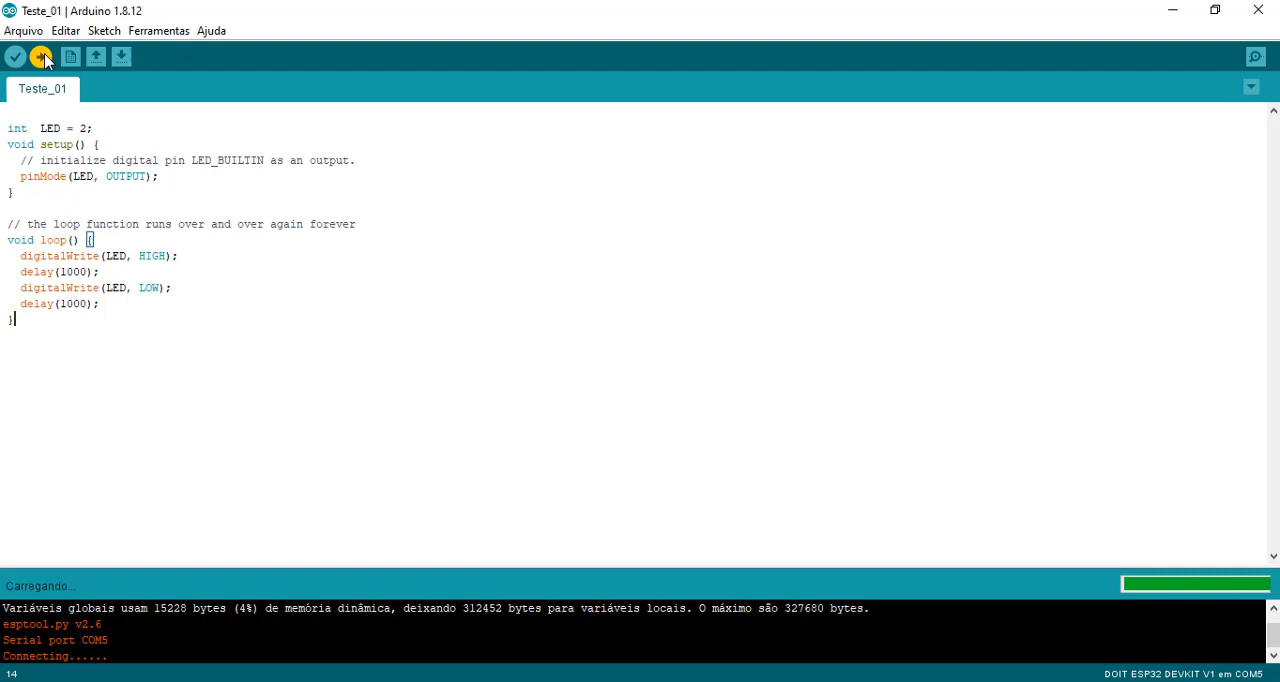 Teste_01 | Arduino 1.8.12
Arquivo Editar Sketch Ferramentas Ajuda
Teste_01
int  LED = 2;
void setup() {
  // initialize digital pin LED_BUILTIN as an output.
  pinMode(LED, OUTPUT);
}
// the loop function runs over and over again forever
void loop() {
  digitalWrite(LED, HIGH);
  delay(1000);
  digitalWrite(LED, LOW);
  delay(1000);
}
Carregando...
Variáveis globais usam 15228 bytes (4%) de memória dinâmica, deixando 312452 bytes para variáveis locais. O máximo são 327680 bytes.
esptool.py v2.6
Serial port COM5
Connecting......
14 DOIT ESP32 DEVKIT V1 em COM5